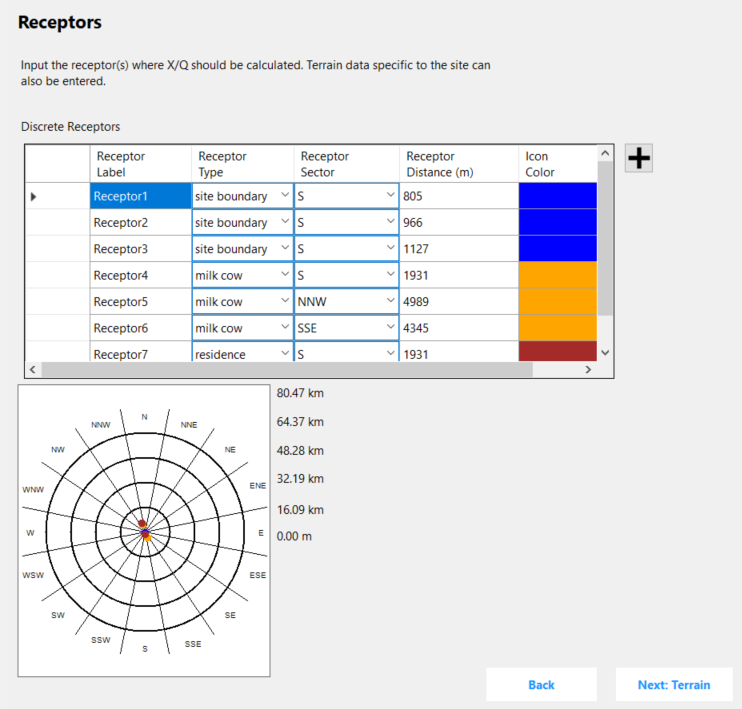 Receptors
Input the receptor(s) where X/Q should be calculated. Terrain data specific to the site can
also be entered.
Discrete Receptors
Receptor Label Receptor Type Receptor Sector Receptor Distance (m) Icon Color
Receptor1 site boundary S 805
Receptor2 site boundary S 966
Receptor3 site boundary S 1127
Receptor4 milk cow S 1931
Receptor5 milk cow NNW 4989
Receptor6 milk cow SSE 4345
Receptor7 residence S 1931
80.47 km
64.37 km
48.28 km
32.19 km
16.09 km
0.00 m
N
NNW NNE
NW NE
WNW ENE
W E
WSW ESE
SW SE
SSW SSE
S
Back Next: Terrain